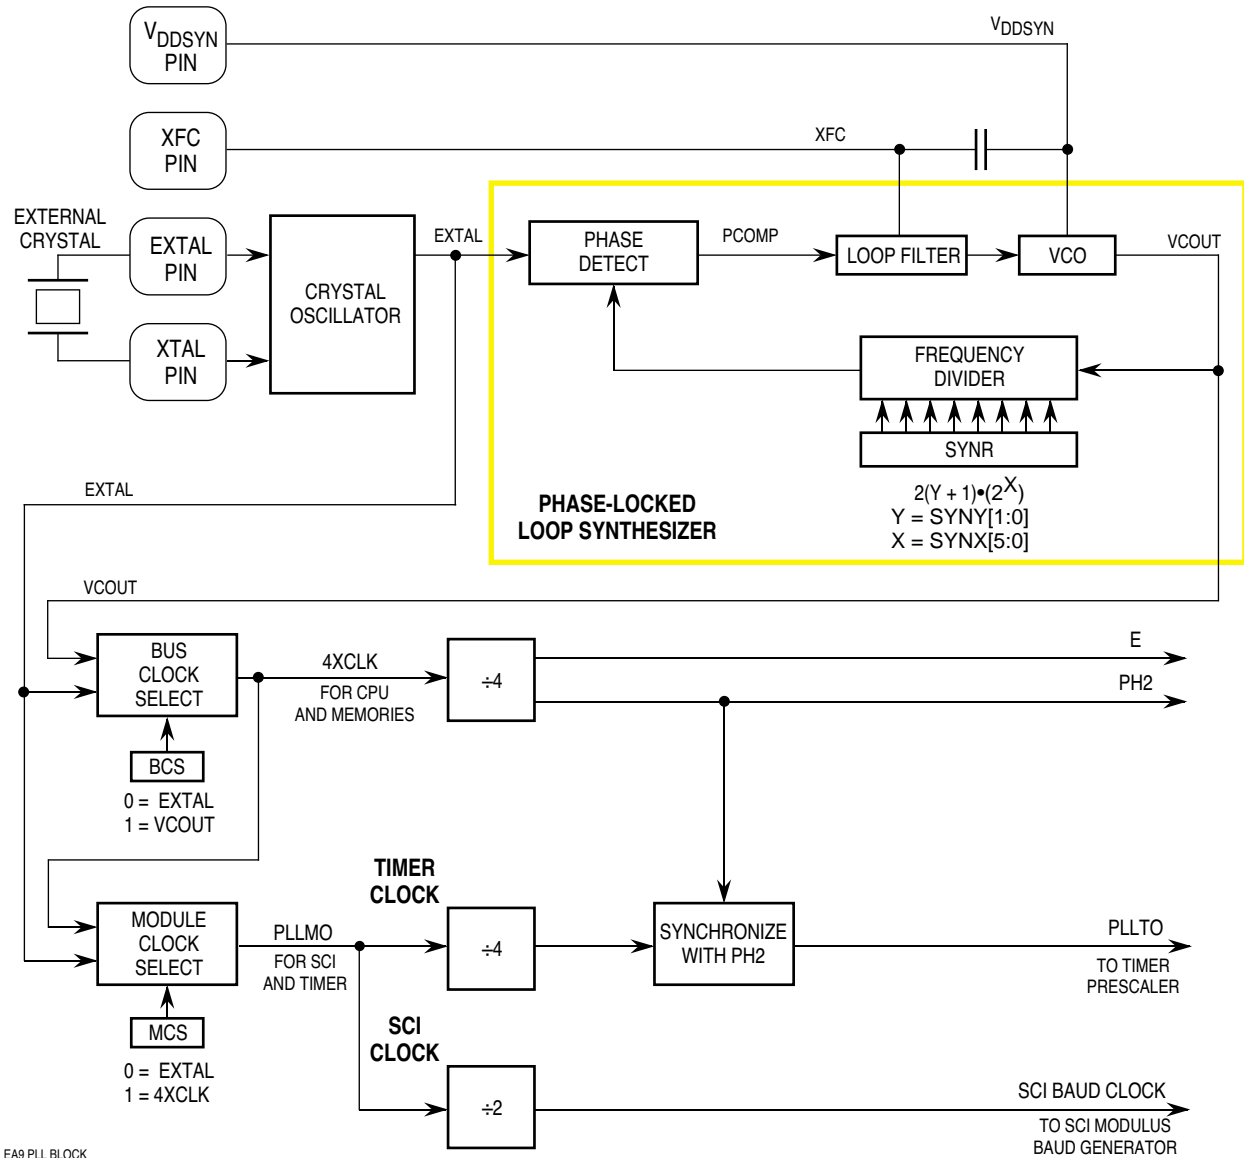 VDDSYN
PIN
VDDSYN
XFC
PIN
XFC
EXTERNAL
CRYSTAL
EXTAL
PIN
XTAL
PIN
CRYSTAL
OSCILLATOR
EXTAL
PHASE
DETECT
PCOMP
LOOP FILTER
VCO
VCOUT
FREQUENCY
DIVIDER
SYNR
2(Y + 1)•(2X)
Y = SYNY[1:0]
X = SYNX[5:0]
PHASE-LOCKED
LOOP SYNTHESIZER
EXTAL
VCOUT
BUS
CLOCK
SELECT
4XCLK
FOR CPU
AND MEMORIES
÷4
E
PH2
BCS
0 = EXTAL
1 = VCOUT
MODULE
CLOCK
SELECT
PLLMO
FOR SCI
AND TIMER
TIMER
CLOCK
÷4
SYNCHRONIZE
WITH PH2
PLLTO
TO TIMER
PRESCALER
MCS
0 = EXTAL
1 = 4XCLK
SCI
CLOCK
÷2
SCI BAUD CLOCK
TO SCI MODULUS
BAUD GENERATOR
EA9 PLL BLOCK